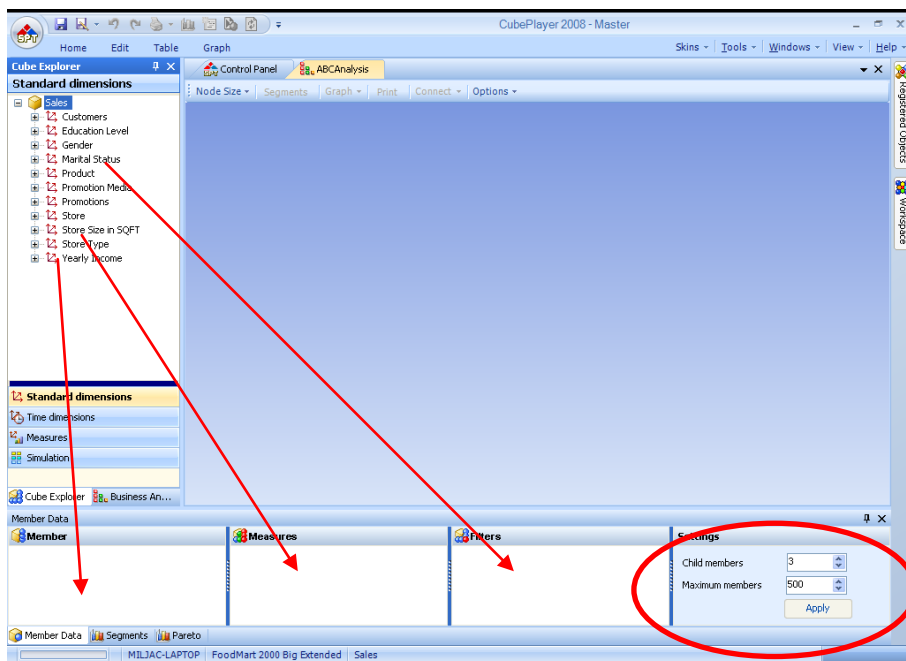 CubePlayer 2008 - Master
SPT
Home Edit Table Graph
Skins Tools Windows View Help
Cube Explorer
Control Panel
ABCAnalysis
Standard dimensions
Node Size Segments Graph Print Connect Options
Sales
Customers
Education Level
Gender
Marital Status
Product
Promotion Media
Promotions
Store
Store Size in SQFT
Store Type
Yearly Income
Registered Objects
Workspace
Standard dimensions
Time dimensions
Measures
Simulation
Cube Explorer Business An...
Member Data
Member
Measures
Filters
Settings
Child members 3
Maximum members 500
Apply
Member Data Segments Pareto
MILJAC-LAPTOP FoodMart 2000 Big Extended Sales